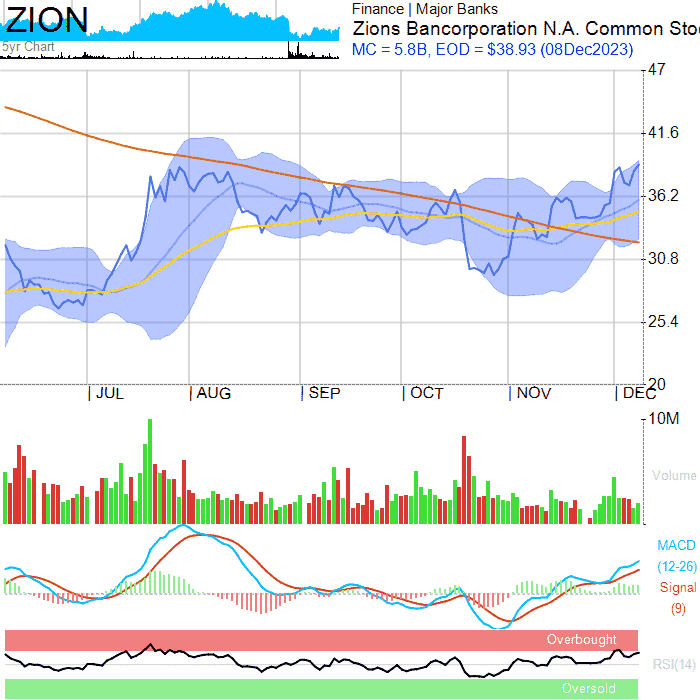 ZION
5yr Chart
Finance | Major Banks
Zions Bancorporation N.A. Common Sto
MC = 5.8B, EOD = $38.93 (08Dec2023)
47
41.6
36.2
30.8
25.4
20
JUL AUG SEP OCT NOV DEC
10M
Volume
MACD
(12-26)
Signal
(9)
Overbought
RSI(14)
Oversold